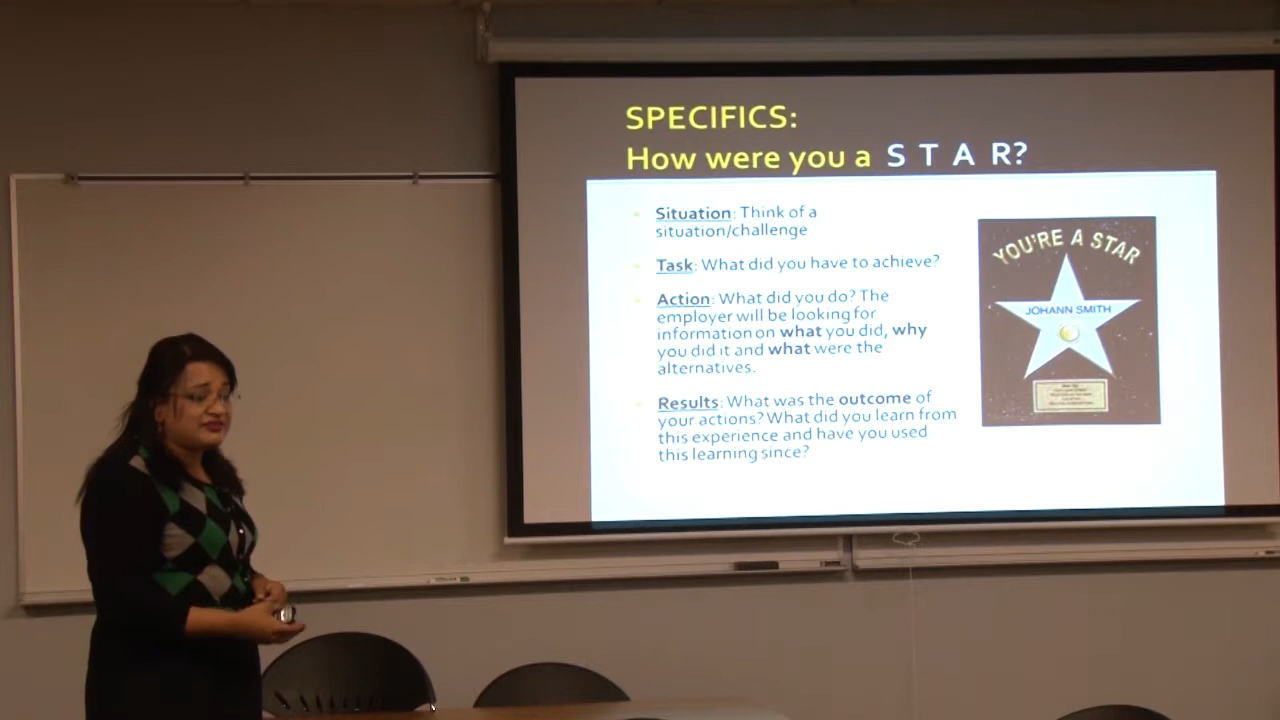 SPECIFICS:
How were you a S T A R?
Situation: Think of a
situation/challenge
Task: What did you have to achieve?
Action: What did you do? The
employer will be looking for
information on what you did, why
you did it and what were the
alternatives.
Results: What was the outcome of
your actions? What did you learn from
this experience and have you used
this learning since?
YOU'RE A STAR
JOHANN SMITH